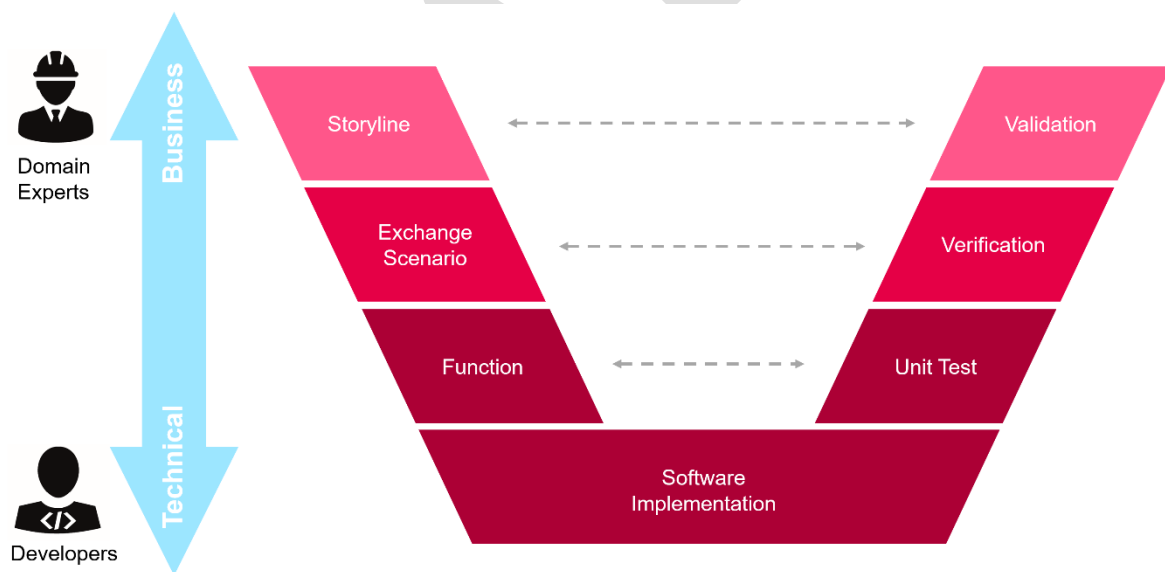 Domain
Experts
Business
Technical
</>
Developers
Storyline
Validation
Exchange
Scenario
Verification
Function
Unit Test
Software
Implementation